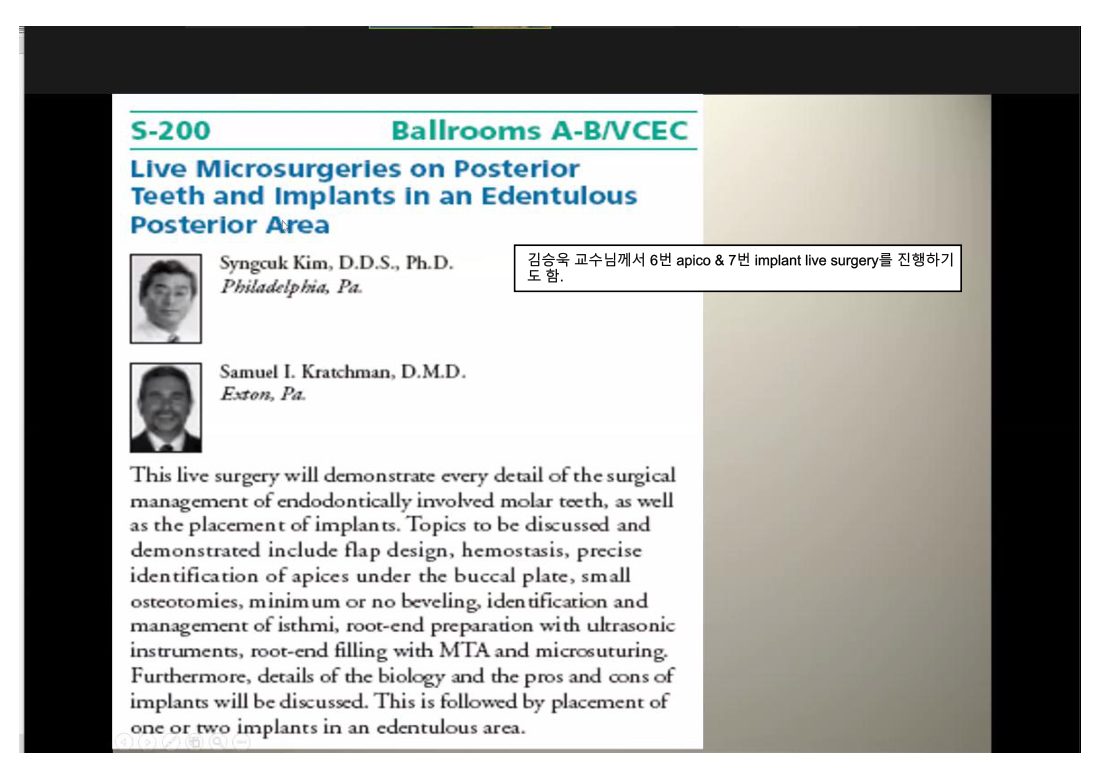 S-200 Ballrooms A-B/VCEC
Live Microsurgeries on Posterior
Teeth and Implants in an Edentulous
Posterior Area
Syngcuk Kim, D.D.S., Ph.D.
Philadelphia, Pa.
김승욱 교수님께서 6번 apico & 7번 implant live surgery를 진행하기
도 함.
Samuel I. Kratchman, D.M.D.
Exton, Pa.
This live surgery will demonstrate every detail of the surgical
management of endodontically involved molar teeth, as well
as the placement of implants. Topics to be discussed and
demonstrated include flap design, hemostasis, precise
identification of apices under the buccal plate, small
osteotomies, minimum or no beveling, identification and
management of isthmi, root-end preparation with ultrasonic
instruments, root-end filling with MTA and microsuturing.
Furthermore, details of the biology and the pros and cons of
implants will be discussed. This is followed by placement of
one or two implants in an edentulous area.